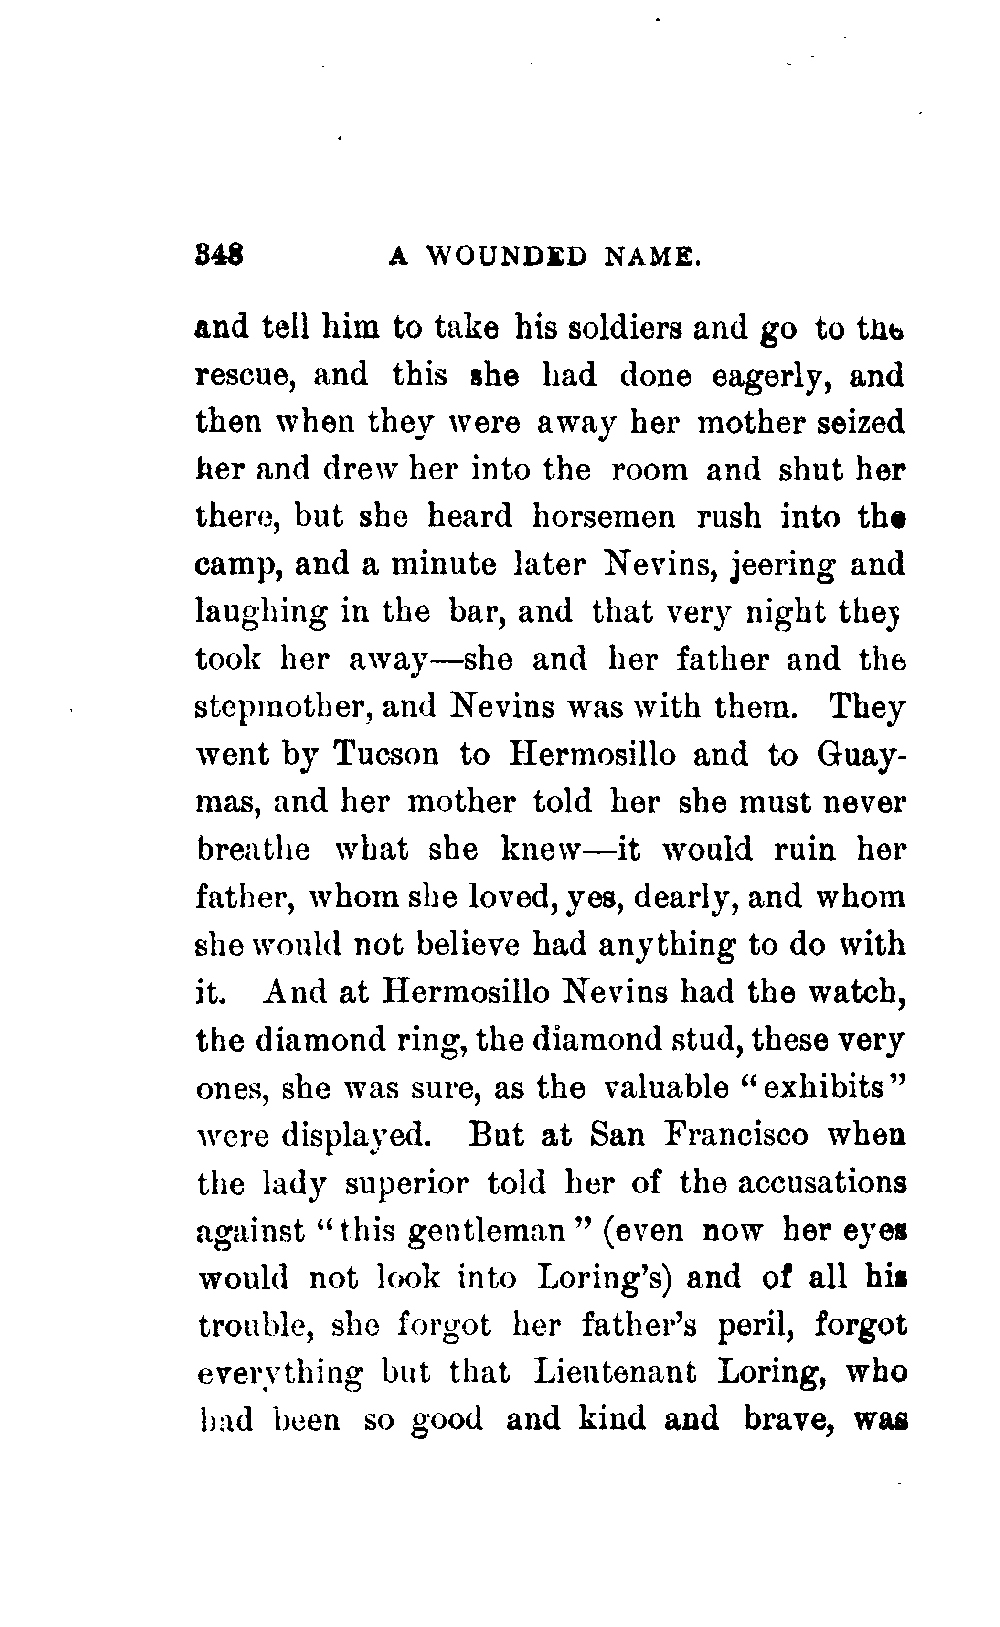 348 A WOUNDED NAME.
and tell him to take his soldiers and go to the
rescue, and this she had done eagerly, and
then when they were away her mother seized
her and drew her into the room and shut her
there, but she heard horsemen rush into the
camp, and a minute later Nevins, jeering and
laughing in the bar, and that very night they
took her away—she and her father and the
stepmother, and Nevins was with them. They
went by Tucson to Hermosillo and to Guay-
mas, and her mother told her she must never
breathe what she knew—it would ruin her
father, whom she loved, yes, dearly, and whom
she would not believe had anything to do with
it. And at Hermosillo Nevins had the watch,
the diamond ring, the diamond stud, these very
ones, she was sure, as the valuable "exhibits"
were displayed. But at San Francisco when
the lady superior told her of the accusations
against "this gentleman" (even now her eyes
would not look into Loring's) and of all his
trouble, she forgot her father's peril, forgot
everything but that Lieutenant Loring, who
had been so good and kind and brave, was